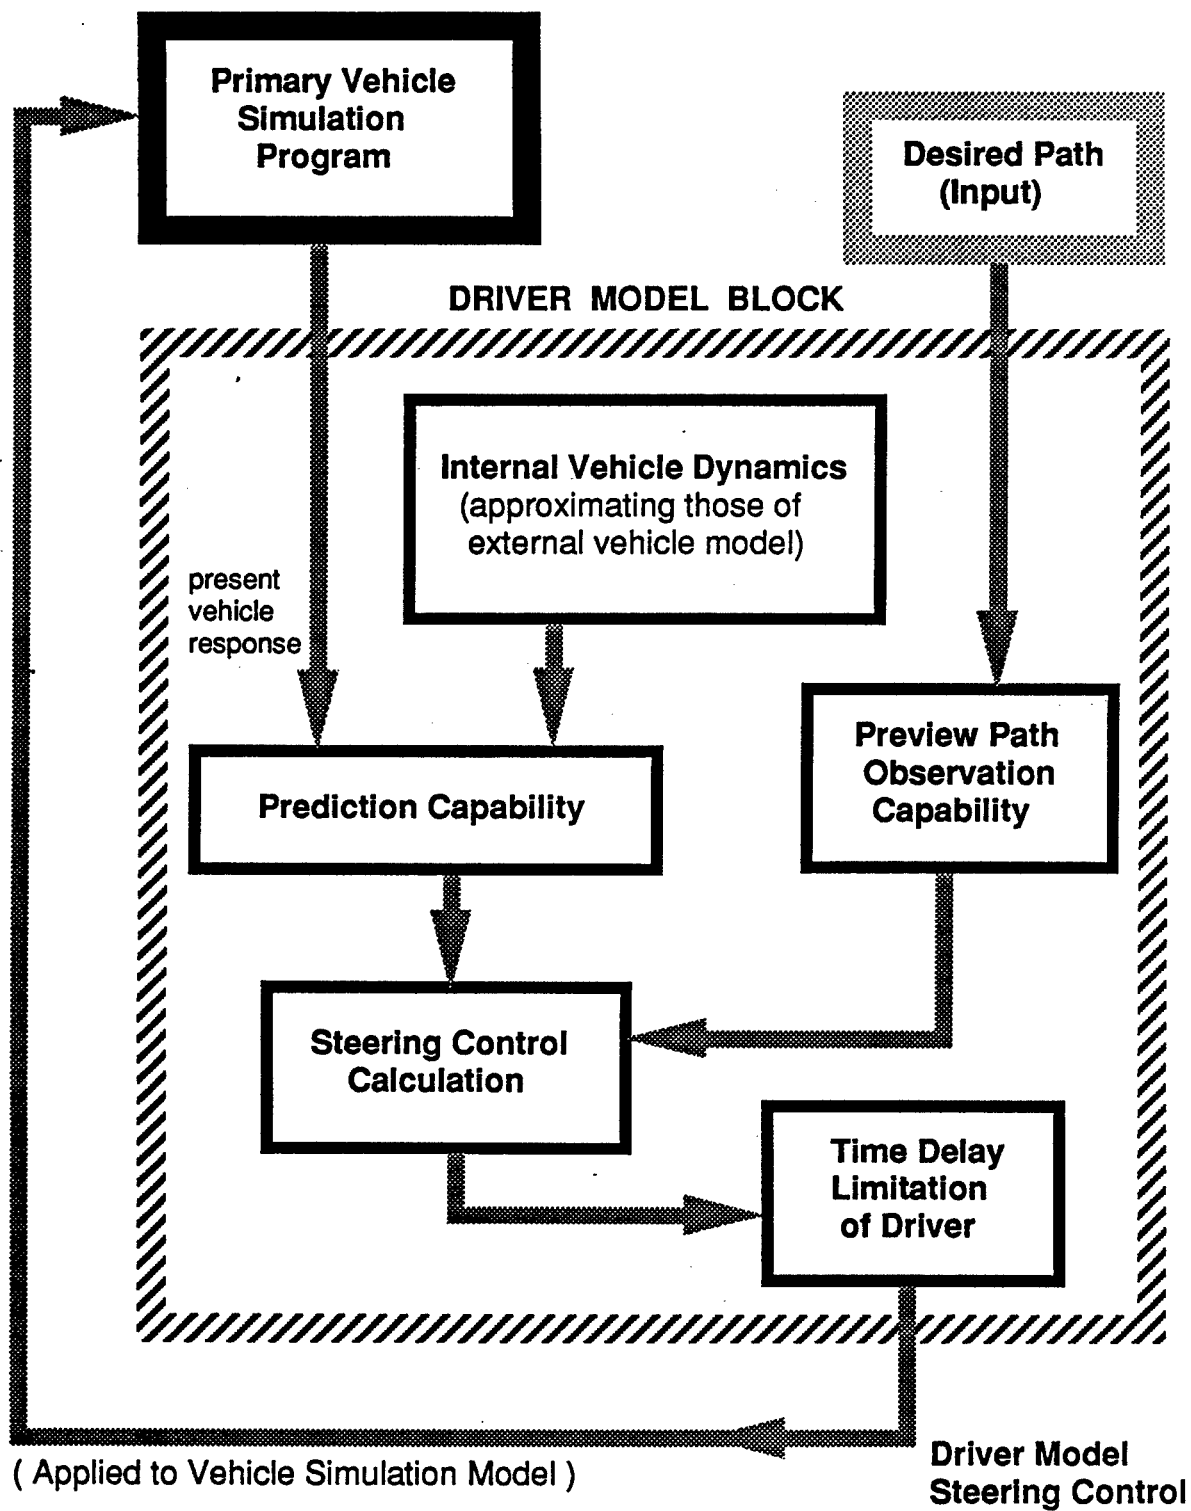 Primary Vehicle
Simulation
Program
Desired Path
(Input)
DRIVER MODEL BLOCK
Internal Vehicle Dynamics
(approximating those of
external vehicle model)
present
vehicle
response
Preview Path
Observation
Capability
Prediction Capability
Steering Control
Calculation
Time Delay
Limitation
of Driver
( Applied to Vehicle Simulation Model )
Driver Model
Steering Control